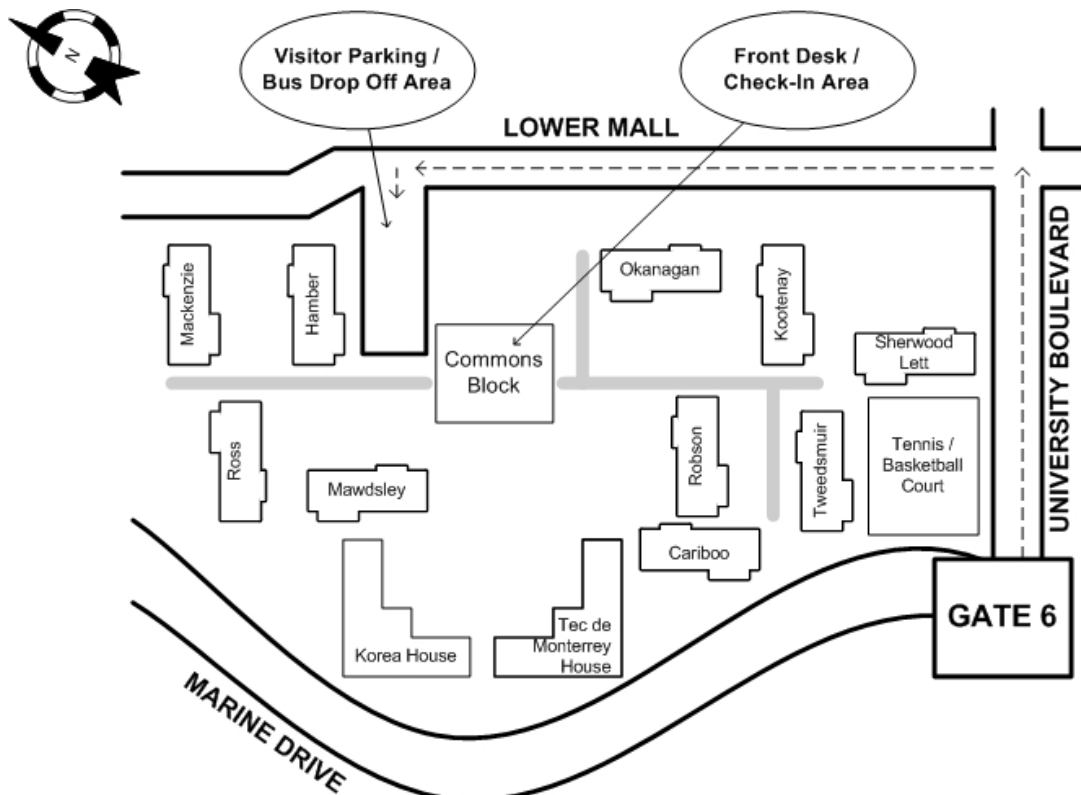 N
Visitor Parking /
Bus Drop Off Area
Front Desk /
Check-In Area
LOWER MALL
UNIVERSITY BOULEVARD
Mackenzie
Hamber
Okanagan
Kootenay
Sherwood
Lett
Commons
Block
Ross
Mawdsley
Robson
Tweedsmuir
Tennis /
Basketball
Court
Cariboo
Korea House
Tec de
Monterrey
House
GATE 6
MARINE DRIVE